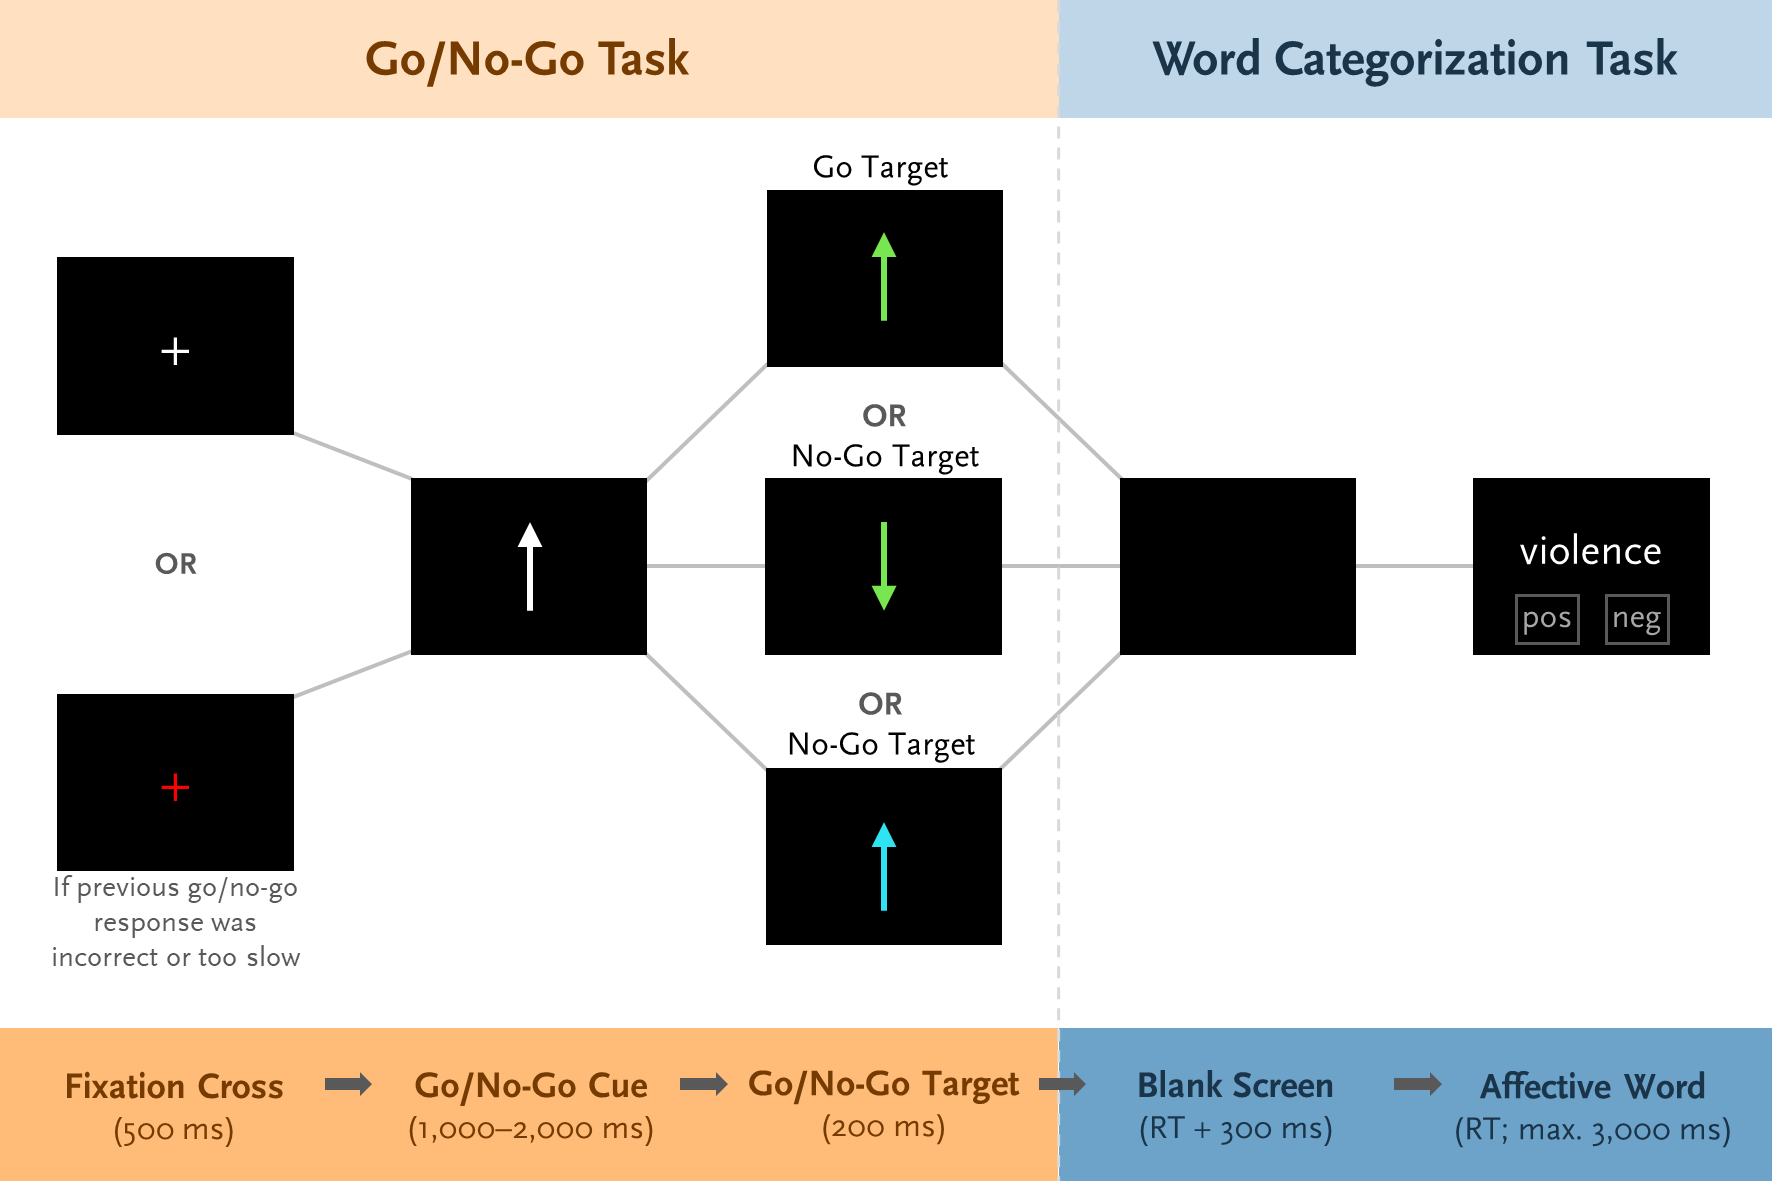 Go/No-Go Task
Word Categorization Task
Go Target
OR
No-Go Target
OR
violence
pos neg
OR
No-Go Target
If previous go/no-go
response was
incorrect or too slow
Fixation Cross
(500 ms)
Go/No-Go Cue
(1,000–2,000 ms)
Go/No-Go Target
(200 ms)
Blank Screen
(RT + 300 ms)
Affective Word
(RT; max. 3,000 ms)